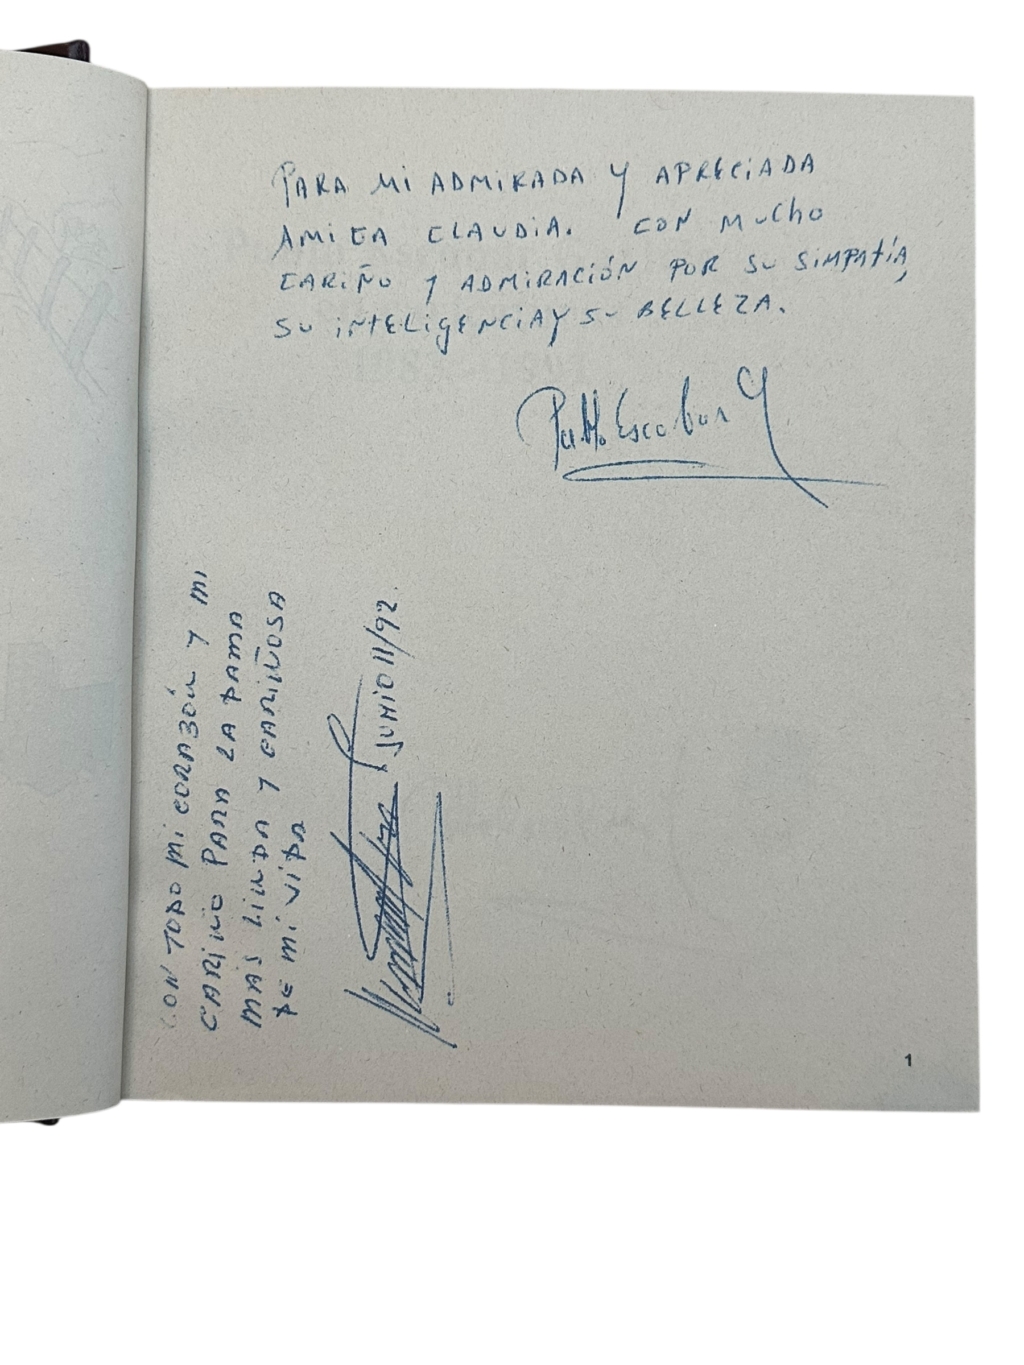 PARA MI ADMIRADA Y APRECIADA
AMIGA CLAUDIA. CON MUCHO
CARIÑO Y ADMIRACIÓN POR SU SIMPATÍA,
SU INTELIGENCIA Y SU BELLEZA.
Pablo Escobar G
CON TODO MI CORAZÓN Y MI
CARIÑO PARA LA DAMA
MAS LINDA Y CARIÑOSA
DE MI VIDA
JUNIO 11/92.
1